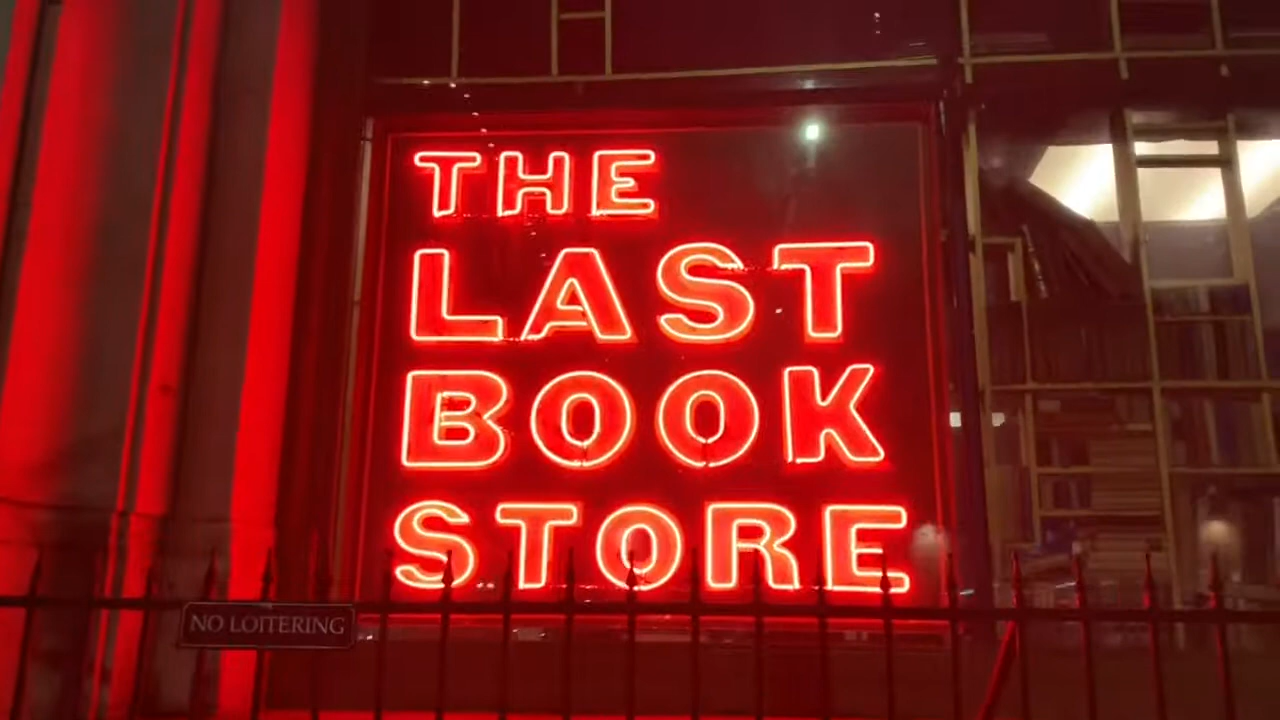 THE
LAST
BOOK
STORE
NO LOITERING